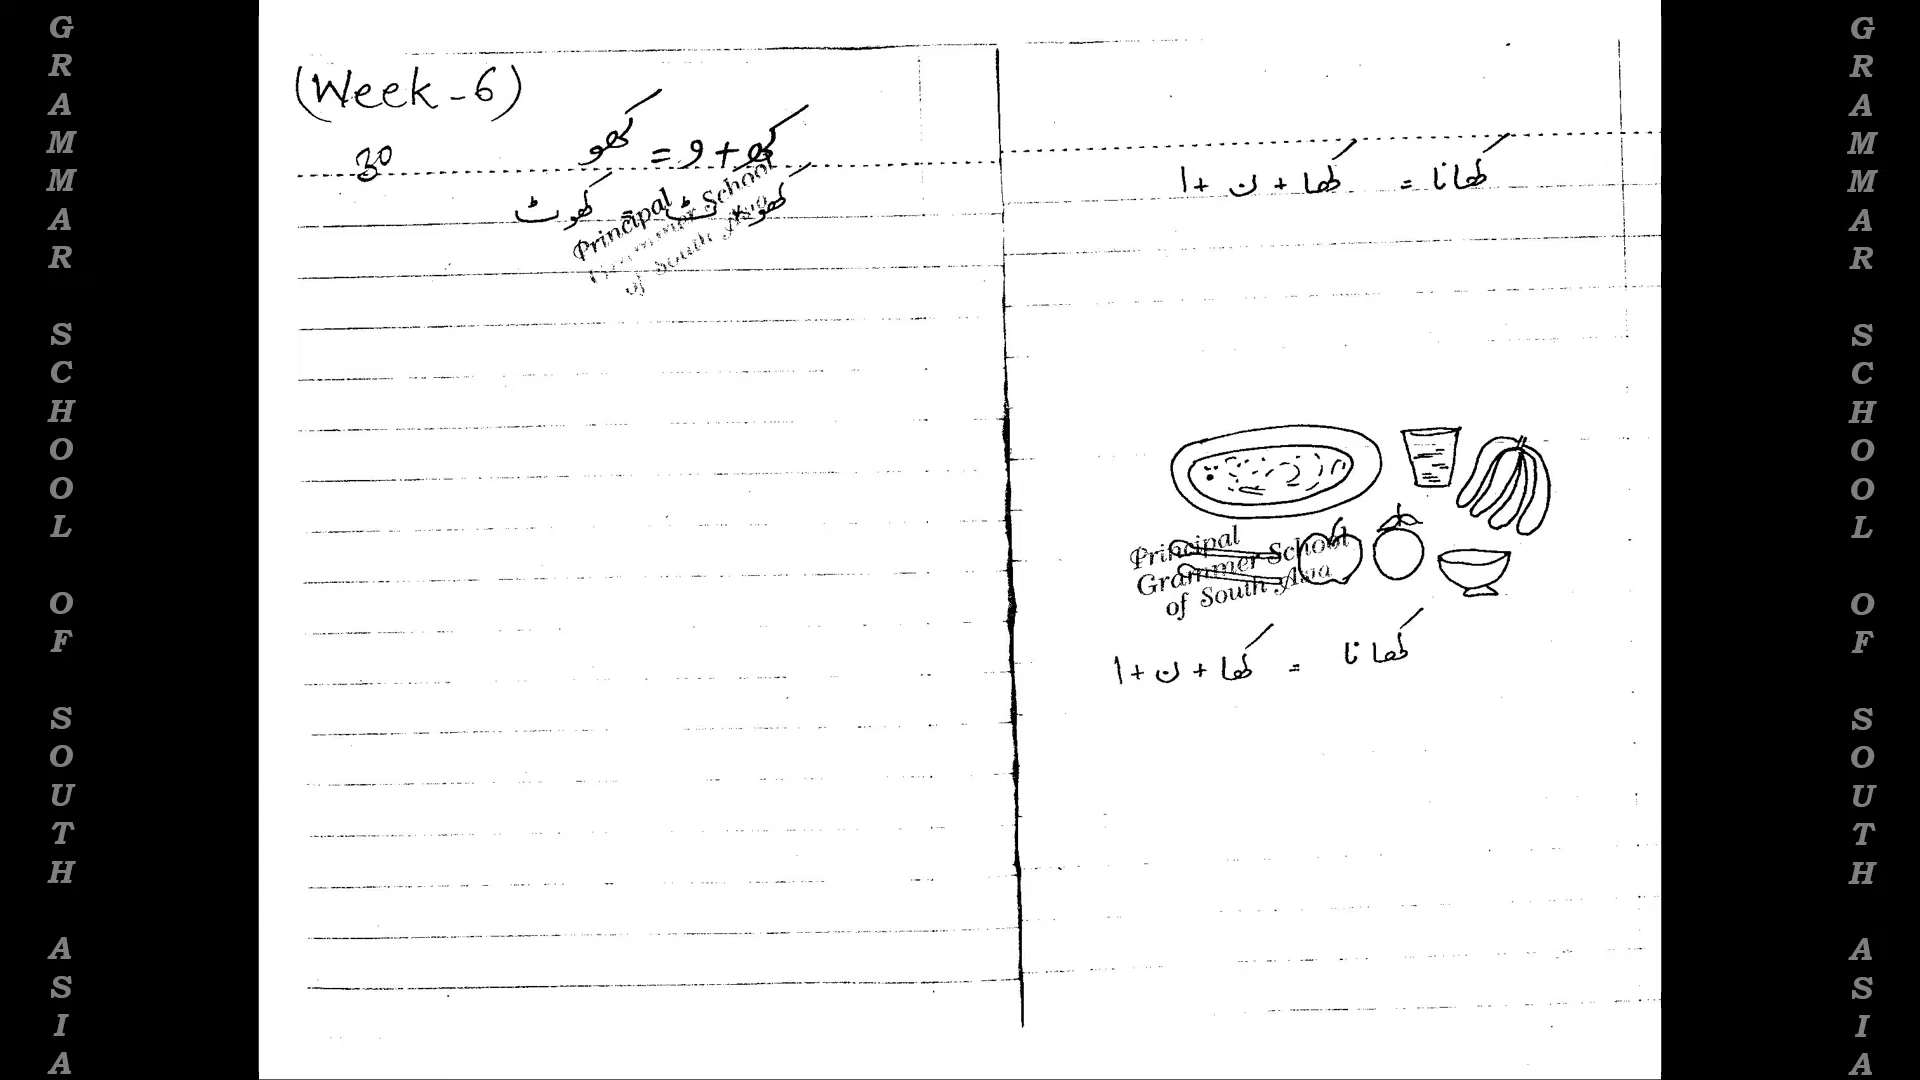 GRAMMAR SCHOOL OF SOUTH ASIA
(Week - 6)
30
کھ + و = کھو
کھو + ٹ = کھوٹ
Principal
Grammer School
of South Asia
کھانا = کھا + ن + ا
Principal
Grammer School
of South Asia
کھانا = کھا + ن + ا
GRAMMAR SCHOOL OF SOUTH ASIA